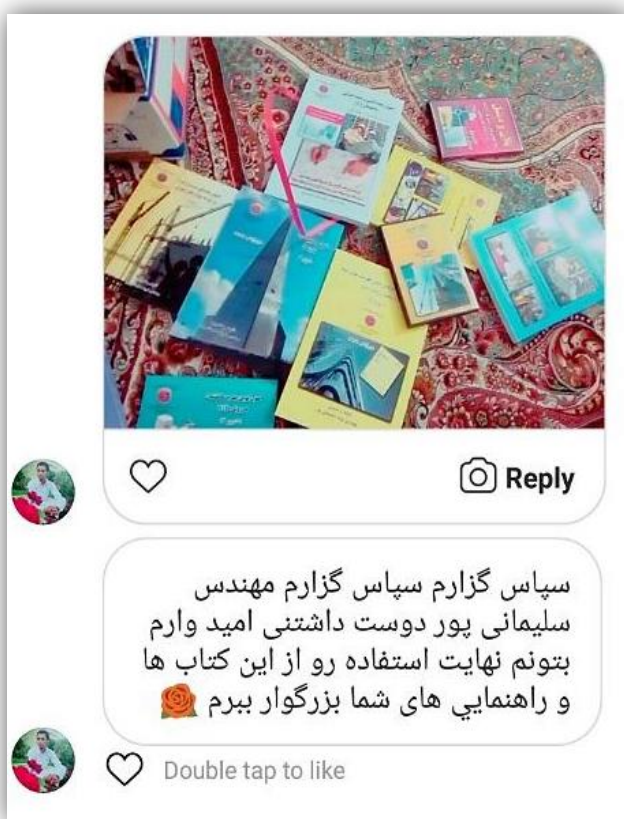 Reply
سپاس گزارم سپاس گزارم مهندس
سلیمانی پور دوست داشتنی امید وارم
بتونم نهایت استفاده رو از این کتاب ها
و راهنمایي های شما بزرگوار ببرم 🌹
Double tap to like